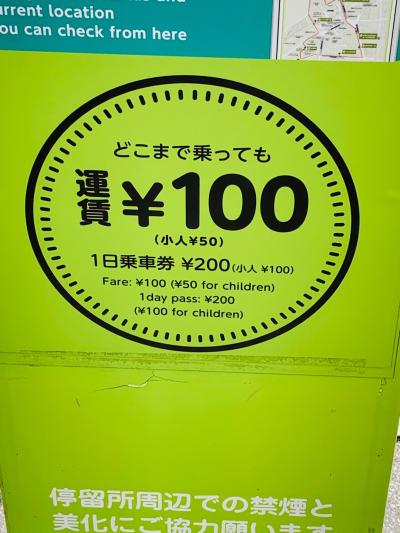 current location
you can check from here
どこまで乗っても
運賃 ¥100
(小人¥50)
1日乗車券 ¥200(小人 ¥100)
Fare: ¥100 (¥50 for children)
1day pass: ¥200
(¥100 for children)
停留所周辺での禁煙と
美化にご協力願います